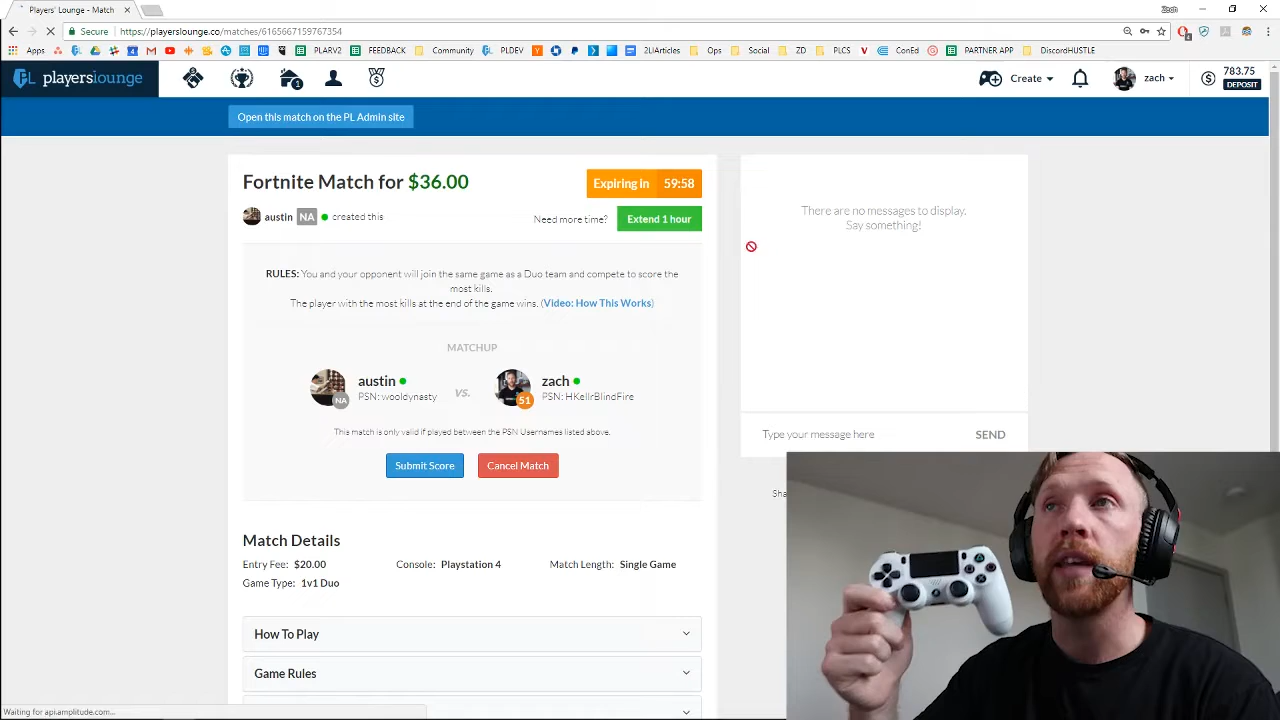 Players' Lounge - Match
Zach
Secure
https://playerslounge.co/matches/6165667159767354
Apps
PLARV2
FEEDBACK
Community
PLDEV
2UArticles
Ops
Social
ZD
PLCS
ConEd
PARTNER APP
DiscordHUSTLE
PL playerslounge
1
Create
zach
783.75
DEPOSIT
Open this match on the PL Admin site
Fortnite Match for $36.00
Expiring in 59:58
austin NA created this
Need more time? Extend 1 hour
RULES: You and your opponent will join the same game as a Duo team and compete to score the
most kills.
The player with the most kills at the end of the game wins. (Video: How This Works)
MATCHUP
austin
PSN: wooldynasty
NA
vs.
zach
PSN: HKellrBlindFire
51
This match is only valid if played between the PSN Usernames listed above.
Submit Score
Cancel Match
Match Details
Entry Fee: $20.00
Console: Playstation 4
Match Length: Single Game
Game Type: 1v1 Duo
How To Play
Game Rules
There are no messages to display.
Say something!
Type your message here
SEND
Waiting for api.amplitude.com...